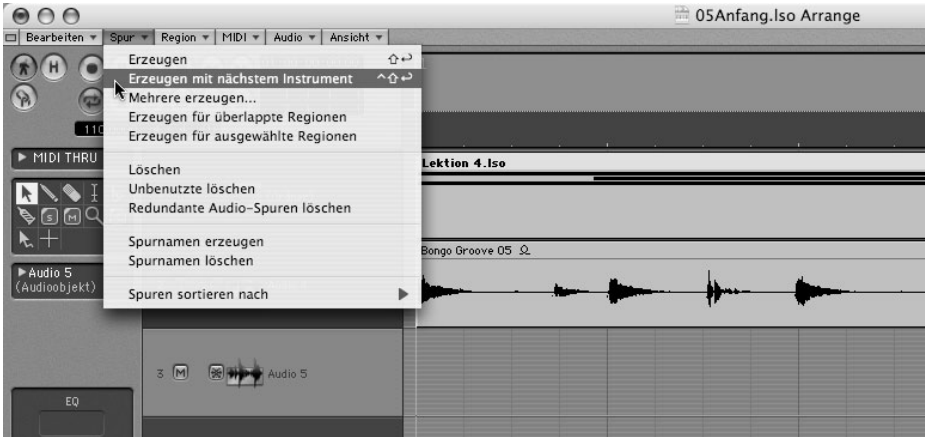 05Anfang.lso Arrange
Bearbeiten Spur Region MIDI Audio Ansicht
Erzeugen ⇧↩
Erzeugen mit nächstem Instrument ^⇧↩
Mehrere erzeugen...
Erzeugen für überlappte Regionen
Erzeugen für ausgewählte Regionen
Löschen
Unbenutzte löschen
Redundante Audio-Spuren löschen
Spurnamen erzeugen
Spurnamen löschen
Spuren sortieren nach
H
110
MIDI THRU
S M
Audio 5
(Audioobjekt)
EQ
Lektion 4.lso
Bongo Groove 05
3 M Audio 5